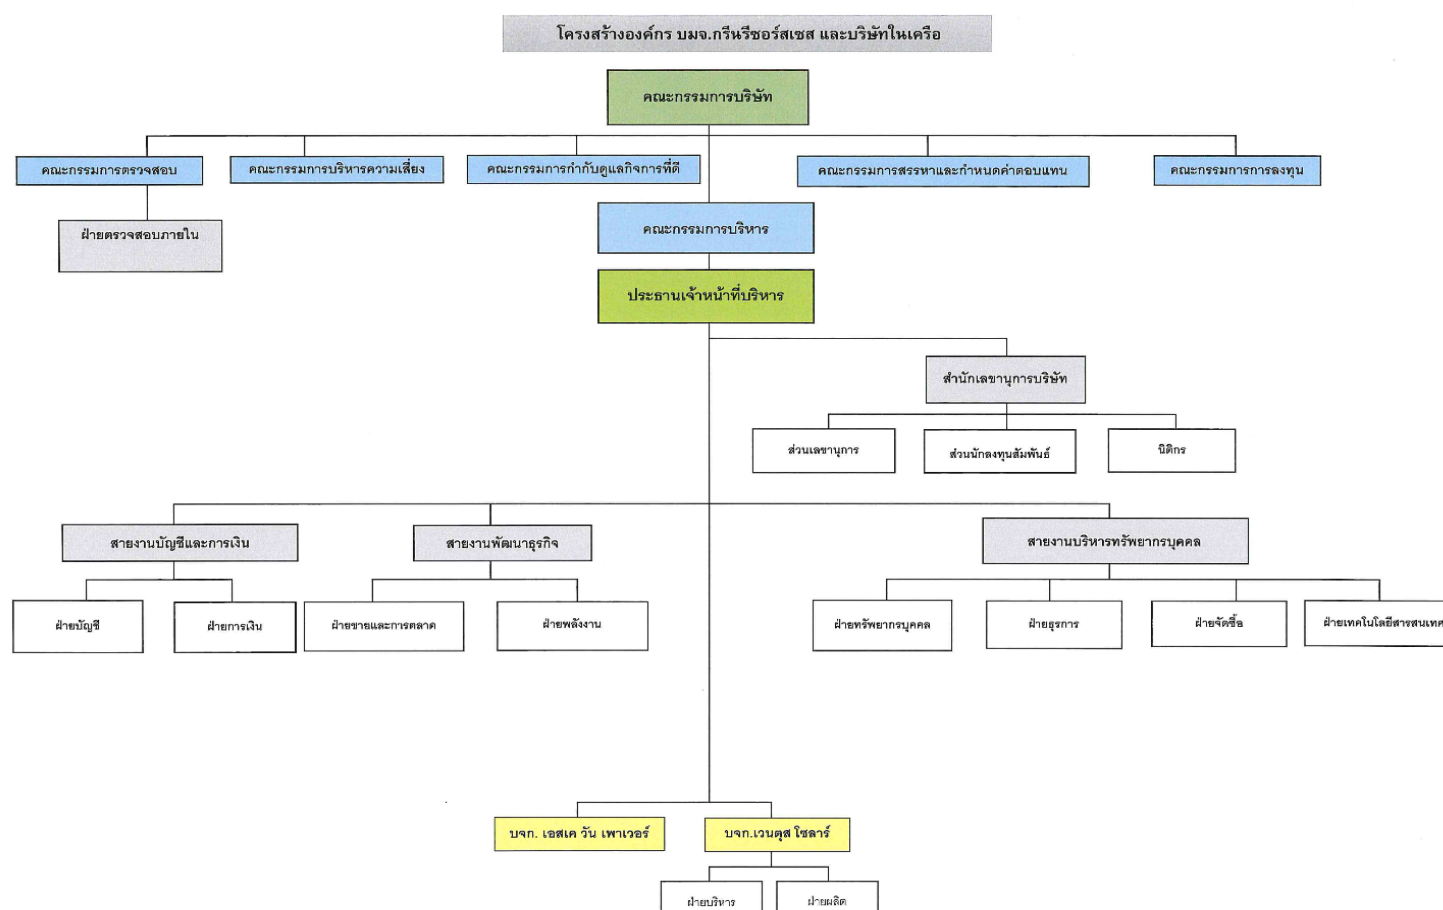 โครงสร้างองค์กร บมจ.กรีนรีซอร์สเซส และบริษัทในเครือ
คณะกรรมการบริษัท
คณะกรรมการตรวจสอบ
คณะกรรมการบริหารความเสี่ยง
คณะกรรมการกำกับดูแลกิจการที่ดี
คณะกรรมการสรรหาและกำหนดค่าตอบแทน
คณะกรรมการการลงทุน
ฝ่ายตรวจสอบภายใน
คณะกรรมการบริหาร
ประธานเจ้าหน้าที่บริหาร
สำนักเลขานุการบริษัท
ส่วนเลขานุการ
ส่วนนักลงทุนสัมพันธ์
นิติกร
สายงานบัญชีและการเงิน
สายงานพัฒนาธุรกิจ
สายงานบริหารทรัพยากรบุคคล
ฝ่ายบัญชี
ฝ่ายการเงิน
ฝ่ายขายและการตลาด
ฝ่ายพลังงาน
ฝ่ายทรัพยากรบุคคล
ฝ่ายธุรการ
ฝ่ายจัดซื้อ
ฝ่ายเทคโนโลยีสารสนเทศ
บจก. เอสเค วัน เพาเวอร์
บจก.เวนตุส โซลาร์
ฝ่ายบริหาร
ฝ่ายผลิต